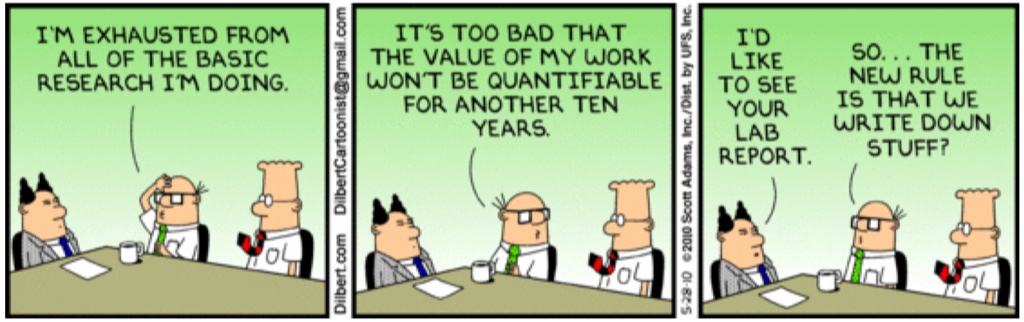 I'M EXHAUSTED FROM
ALL OF THE BASIC
RESEARCH I'M DOING.
Dilbert.com DilbertCartoonist@gmail.com
IT'S TOO BAD THAT
THE VALUE OF MY WORK
WON'T BE QUANTIFIABLE
FOR ANOTHER TEN
YEARS.
5-28-10 ©2010 Scott Adams, Inc./Dist. by UFS, Inc.
I'D
LIKE
TO SEE
YOUR
LAB
REPORT.
SO... THE
NEW RULE
IS THAT WE
WRITE DOWN
STUFF?